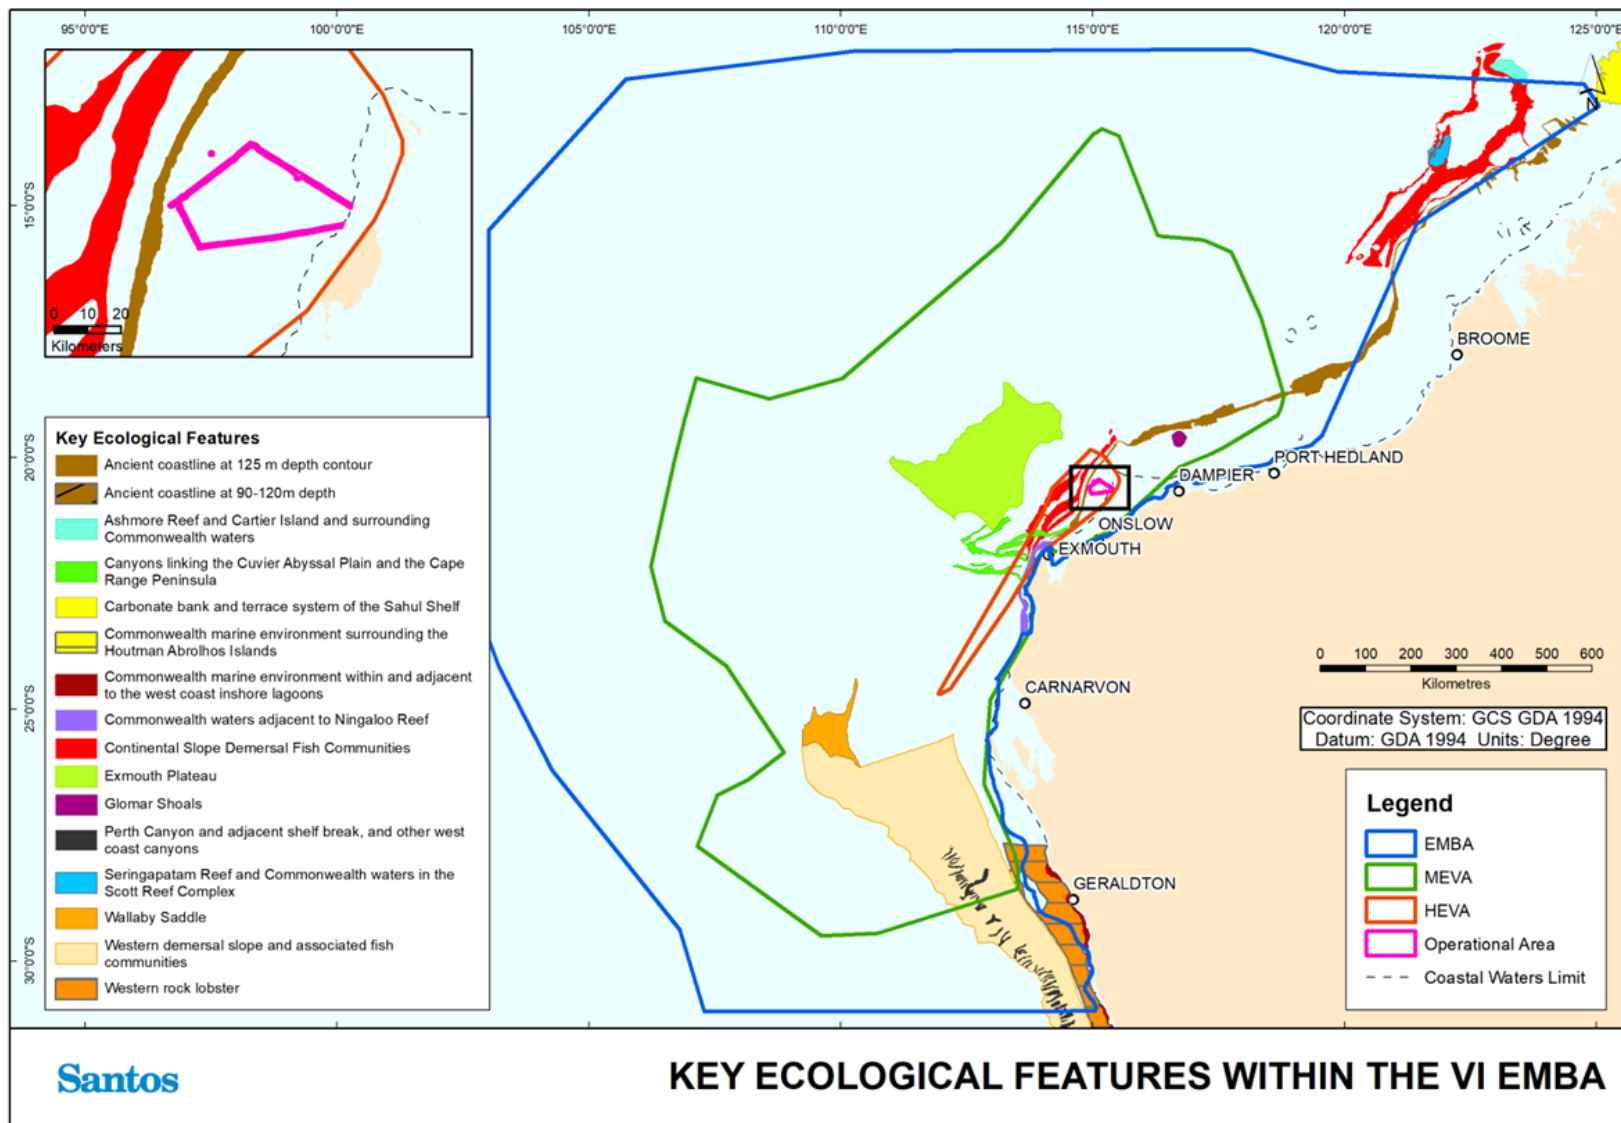 95°0'0"E
100°0'0"E
105°0'0"E
110°0'0"E
115°0'0"E
120°0'0"E
125°0'0"E
N
15°0'0"S
20°0'0"S
25°0'0"S
30°0'0"S
0 10 20
Kilometers
BROOME
PORT HEDLAND
DAMPIER
ONSLOW
EXMOUTH
CARNARVON
GERALDTON
Key Ecological Features
Ancient coastline at 125 m depth contour
Ancient coastline at 90-120m depth
Ashmore Reef and Cartier Island and surrounding
Commonwealth waters
Canyons linking the Cuvier Abyssal Plain and the Cape
Range Peninsula
Carbonate bank and terrace system of the Sahul Shelf
Commonwealth marine environment surrounding the
Houtman Abrolhos Islands
Commonwealth marine environment within and adjacent
to the west coast inshore lagoons
Commonwealth waters adjacent to Ningaloo Reef
Continental Slope Demersal Fish Communities
Exmouth Plateau
Glomar Shoals
Perth Canyon and adjacent shelf break, and other west
coast canyons
Seringapatam Reef and Commonwealth waters in the
Scott Reef Complex
Wallaby Saddle
Western demersal slope and associated fish
communities
Western rock lobster
0 100 200 300 400 500 600
Kilometres
Coordinate System: GCS GDA 1994
Datum: GDA 1994 Units: Degree
Legend
EMBA
MEVA
HEVA
Operational Area
Coastal Waters Limit
Santos
KEY ECOLOGICAL FEATURES WITHIN THE VI EMBA